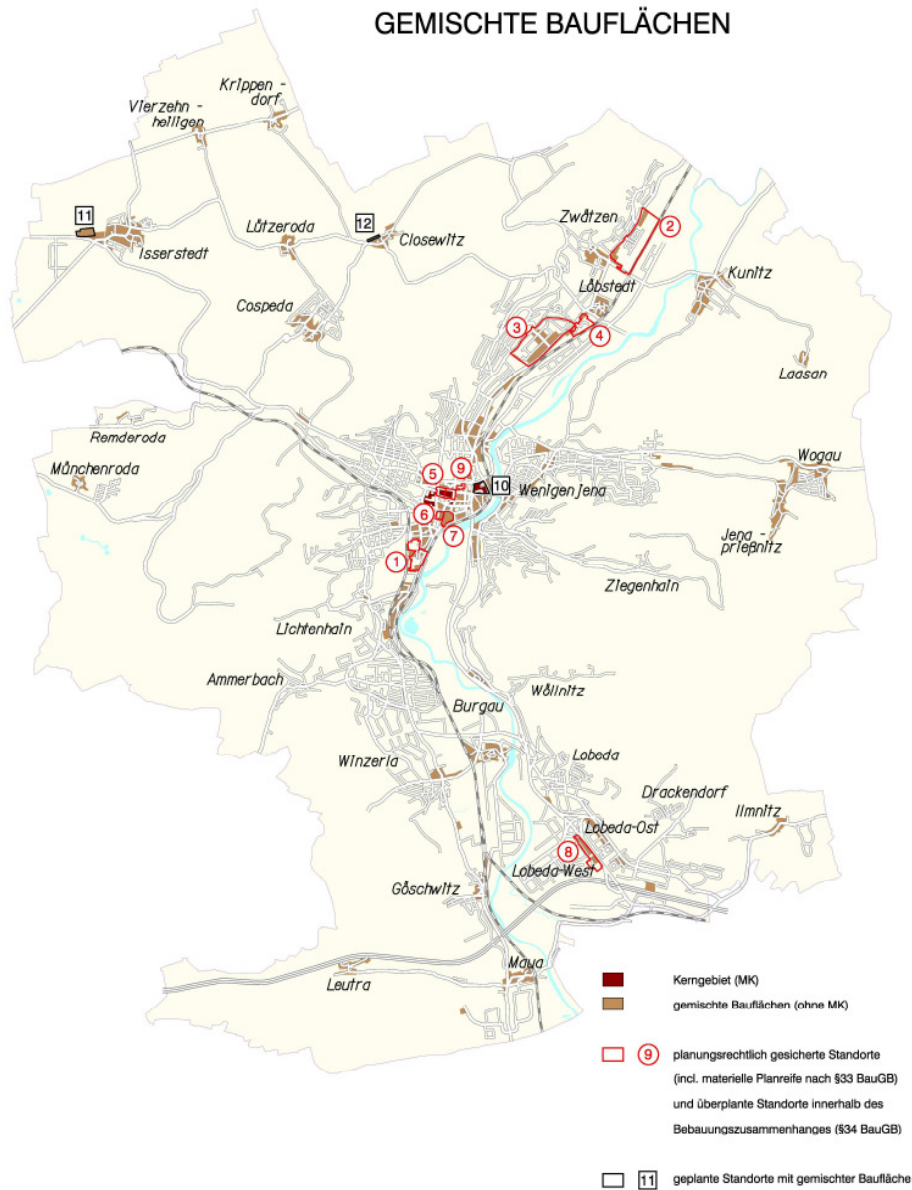 GEMISCHTE BAUFLÄCHEN
Krippen -
dorf
Vierzehn -
heiligen
11
Isserstedt
Lützeroda
12
Closewitz
Zwätzen
2
Löbstedt
Kunitz
Cospeda
3
4
Laasan
Remderoda
Münchenroda
5
9
10
Wenigenjena
Wogau
6
7
Jena -
prießnitz
1
Ziegenhain
Lichtenhain
Ammerbach
Wöllnitz
Burgau
Winzerla
Lobeda
Drackendorf
Ilmnitz
Lobeda-Ost
8
Lobeda-West
Göschwitz
Maua
Leutra
Kerngebiet (MK)
gemischte Bauflächen (ohne MK)
9 planungsrechtlich gesicherte Standorte
(incl. materielle Planreife nach §33 BauGB)
und überplante Standorte innerhalb des
Bebauungszusammenhanges (§34 BauGB)
11 geplante Standorte mit gemischter Baufläche